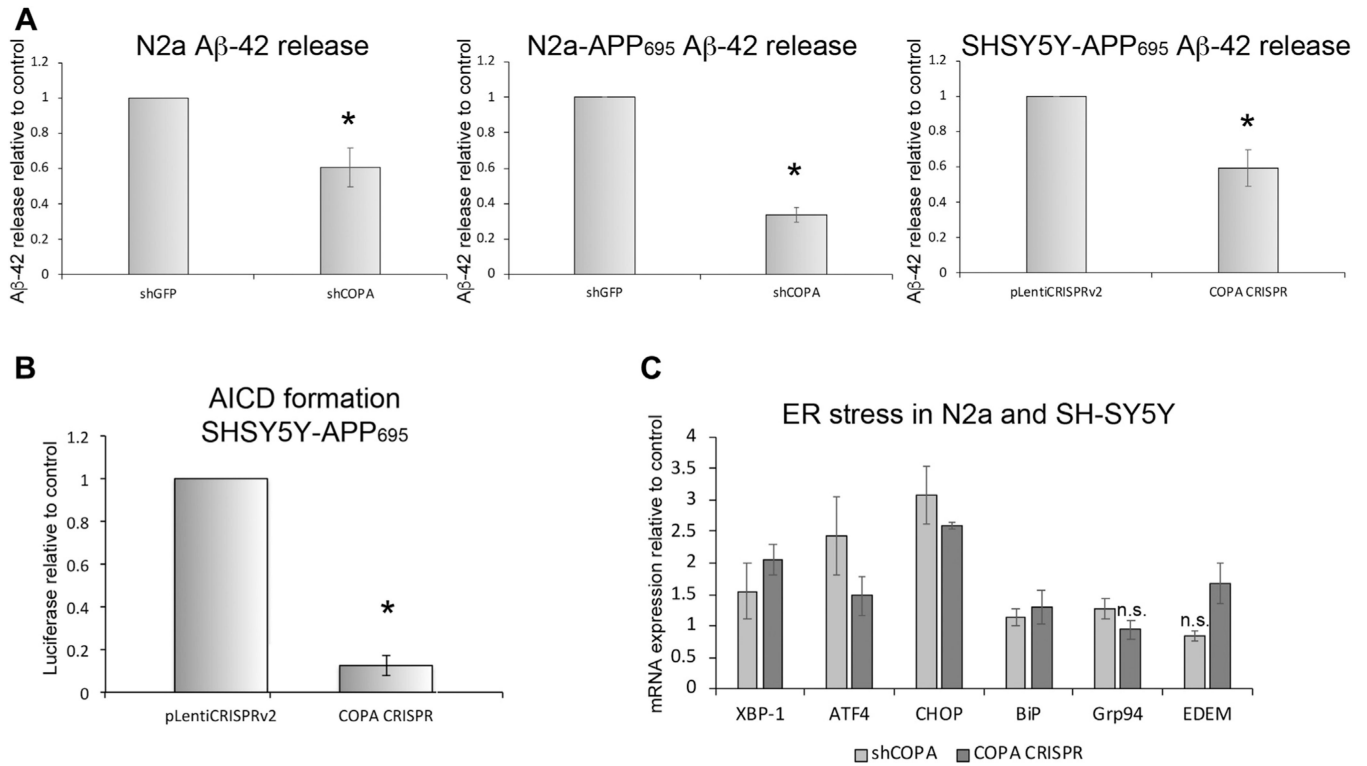 A
N2a Aβ-42 release
Aβ-42 release relative to control
1.2
1
0.8
0.6
0.4
0.2
0
*
shGFP
shCOPA
N2a-APP695 Aβ-42 release
Aβ-42 release relative to control
1.2
1
0.8
0.6
0.4
0.2
0
*
shGFP
shCOPA
SHSY5Y-APP695 Aβ-42 release
Aβ-42 release relative to control
1.2
1
0.8
0.6
0.4
0.2
0
*
pLentiCRISPRv2
COPA CRISPR
B
AICD formation
SHSY5Y-APP695
Luciferase relative to control
1.2
1
0.8
0.6
0.4
0.2
0
*
pLentiCRISPRv2
COPA CRISPR
C
ER stress in N2a and SH-SY5Y
mRNA expression relative to control
4
3.5
3
2.5
2
1.5
1
0.5
0
n.s.
n.s.
XBP-1
ATF4
CHOP
BiP
Grp94
EDEM
shCOPA
COPA CRISPR